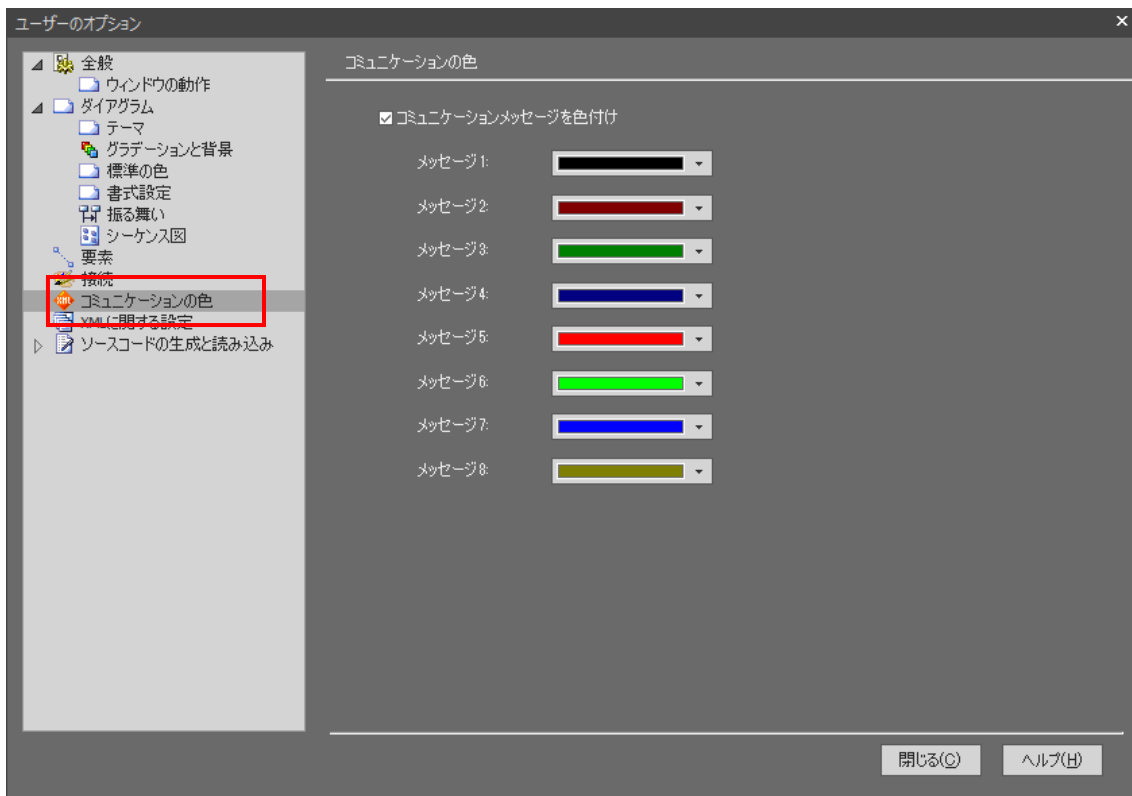 ユーザーのオプション
全般
ウィンドウの動作
ダイアグラム
テーマ
グラデーションと背景
標準の色
書式設定
振る舞い
シーケンス図
要素
接続
コミュニケーションの色
XMLに関する設定
ソースコードの生成と読み込み
コミュニケーションの色
コミュニケーションメッセージを色付け
メッセージ1:
メッセージ2:
メッセージ3:
メッセージ4:
メッセージ5:
メッセージ6:
メッセージ7:
メッセージ8:
閉じる(C)
ヘルプ(H)